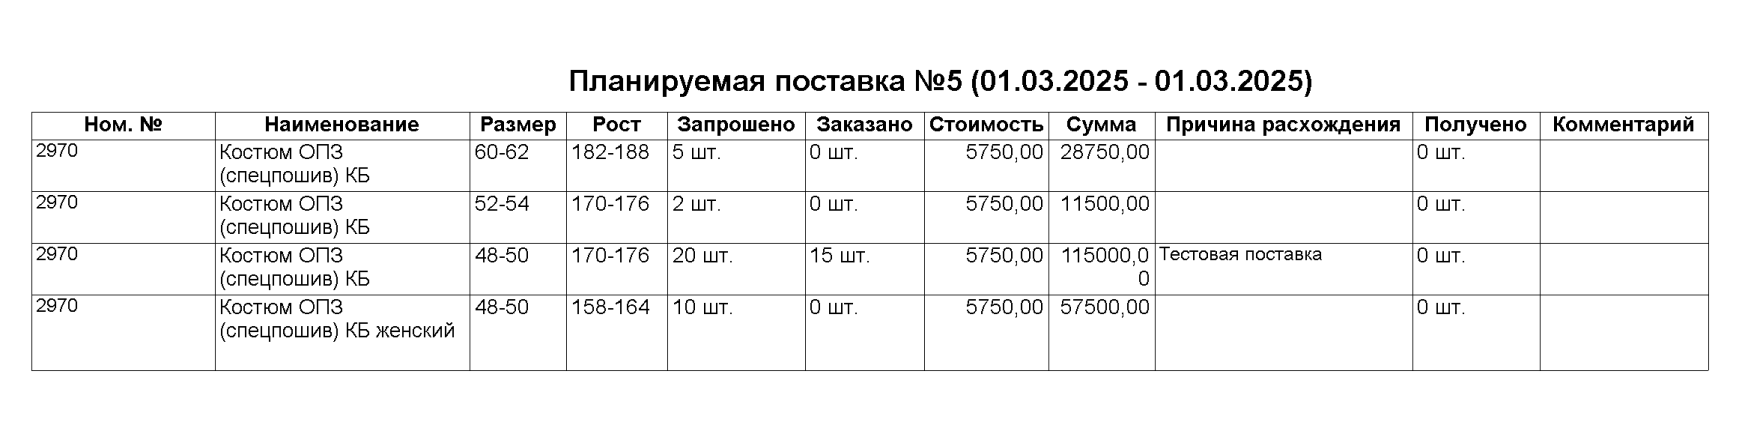 Планируемая поставка №5 (01.03.2025 - 01.03.2025)
Ном. № Наименование Размер Рост Запрошено Заказано Стоимость Сумма Причина расхождения Получено Комментарий
2970 Костюм ОПЗ 60-62 182-188 5 шт. 0 шт. 5750,00 28750,00 0 шт.
(спецпошив) КБ
2970 Костюм ОПЗ 52-54 170-176 2 шт. 0 шт. 5750,00 11500,00 0 шт.
(спецпошив) КБ
2970 Костюм ОПЗ 48-50 170-176 20 шт. 15 шт. 5750,00 115000,0 Тестовая поставка 0 шт.
(спецпошив) КБ 0
2970 Костюм ОПЗ 48-50 158-164 10 шт. 0 шт. 5750,00 57500,00 0 шт.
(спецпошив) КБ женский